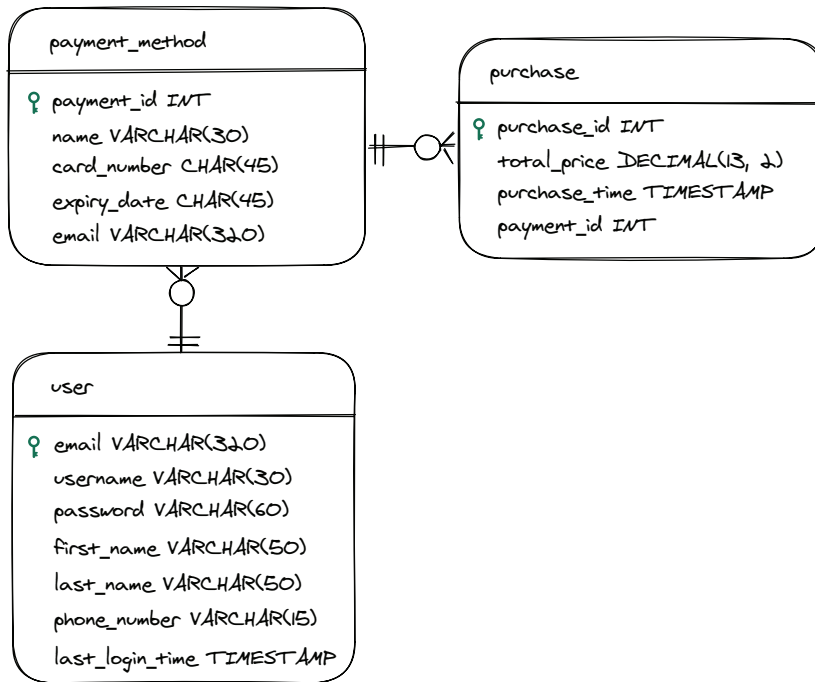 payment_method
payment_id INT
name VARCHAR(30)
card_number CHAR(45)
expiry_date CHAR(45)
email VARCHAR(320)
purchase
purchase_id INT
total_price DECIMAL(13, 2)
purchase_time TIMESTAMP
payment_id INT
user
email VARCHAR(320)
username VARCHAR(30)
password VARCHAR(60)
first_name VARCHAR(50)
last_name VARCHAR(50)
phone_number VARCHAR(15)
last_login_time TIMESTAMP